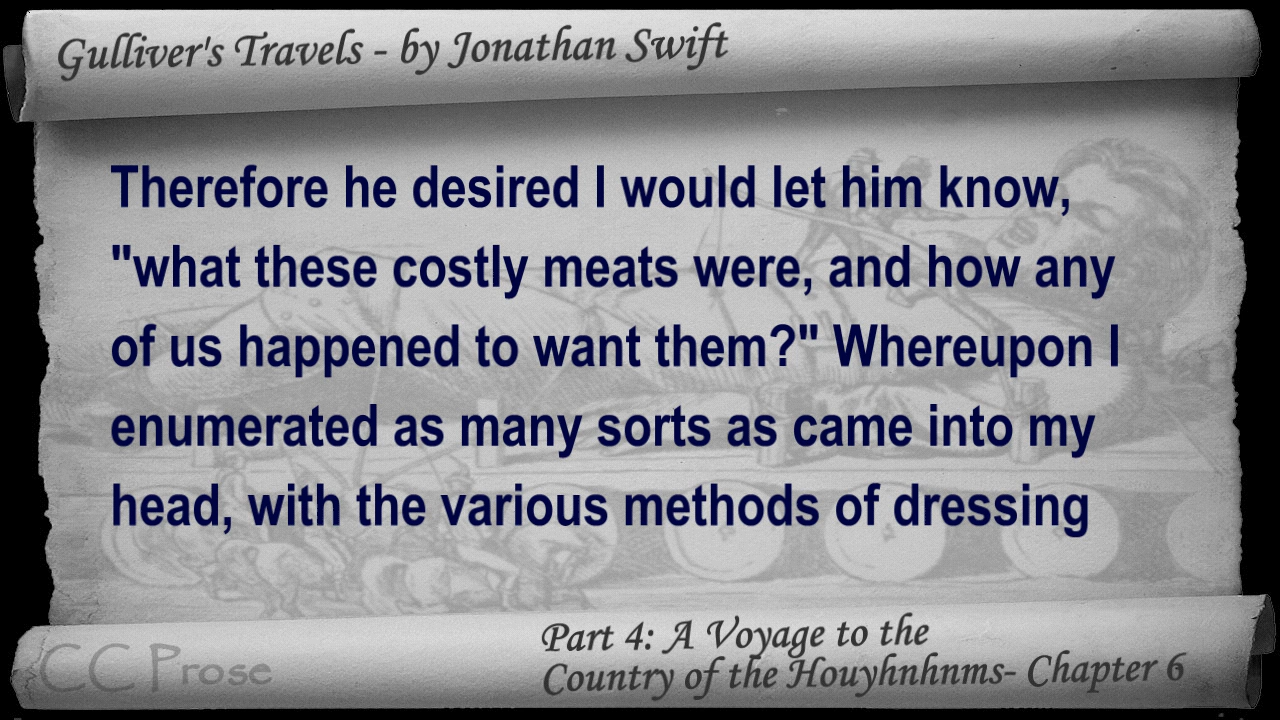 Gulliver's Travels - by Jonathan Swift
Therefore he desired I would let him know,
"what these costly meats were, and how any
of us happened to want them?" Whereupon I
enumerated as many sorts as came into my
head, with the various methods of dressing
Part 4: A Voyage to the
Country of the Houyhnhnms- Chapter 6
CC Prose